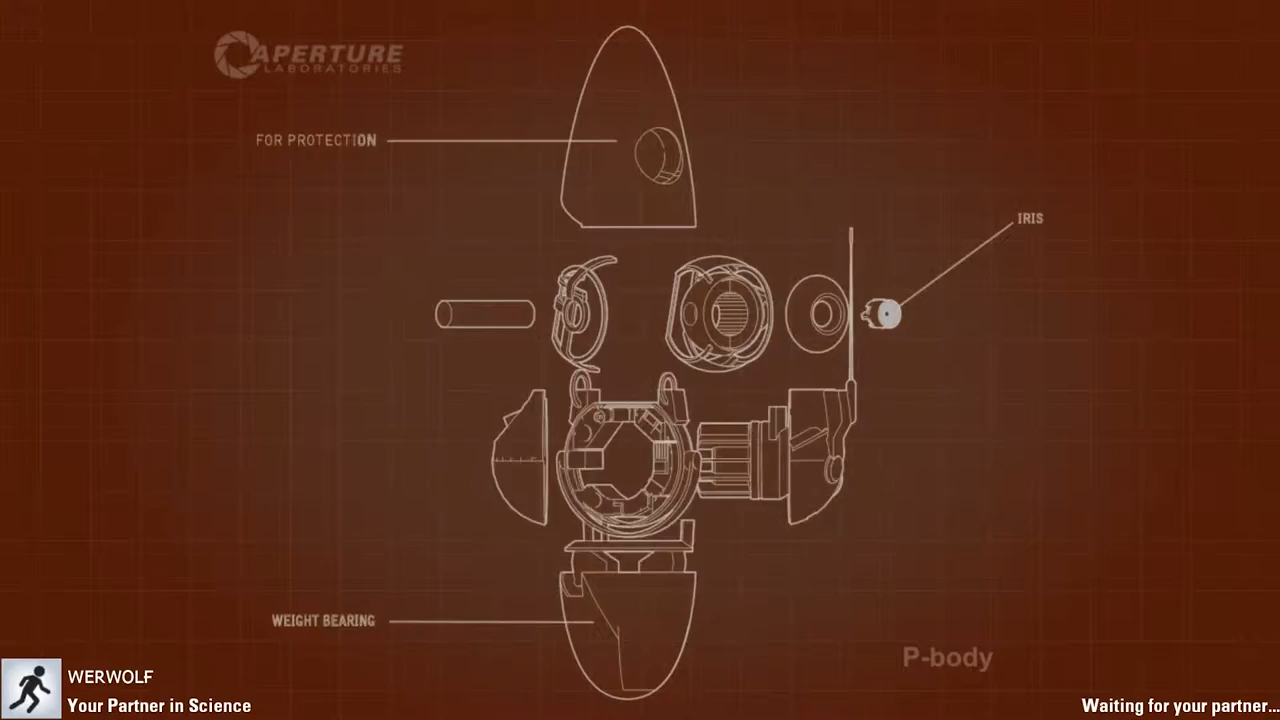 APERTURE
LABORATORIES
FOR PROTECTION
IRIS
WEIGHT BEARING
P-body
WERWOLF
Your Partner in Science
Waiting for your partner...